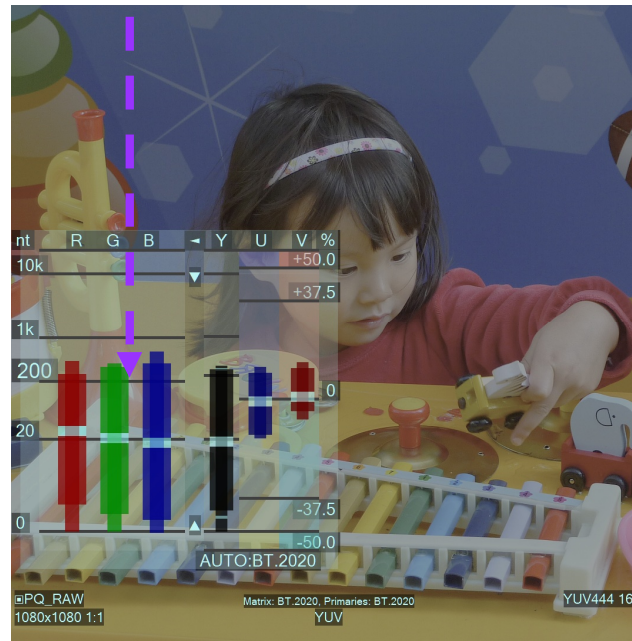 nt R G B ◄ Y U V %
+50.0
10k
+37.5
1k
200
0
20
-37.5
0
-50.0
AUTO:BT.2020
▣PQ_RAW
Matrix: BT.2020, Primaries: BT.2020
YUV444 16
1080x1080 1:1
YUV